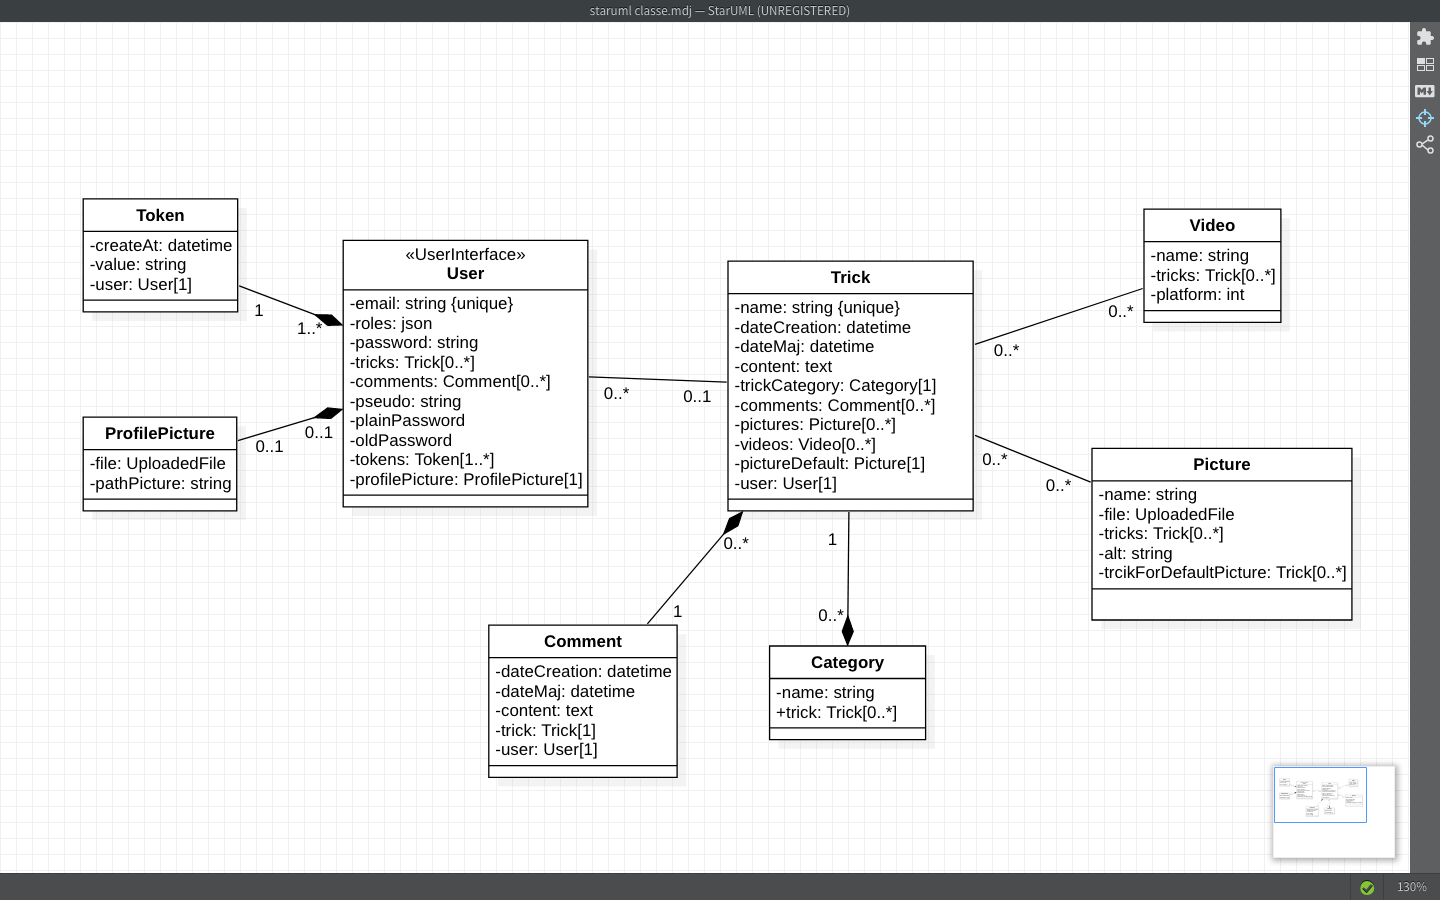 staruml classe.mdj — StarUML (UNREGISTERED)
Token
-createAt: datetime
-value: string
-user: User[1]
1
1..*
«UserInterface»
User
-email: string {unique}
-roles: json
-password: string
-tricks: Trick[0..*]
-comments: Comment[0..*]
-pseudo: string
-plainPassword
-oldPassword
-tokens: Token[1..*]
-profilePicture: ProfilePicture[1]
ProfilePicture
-file: UploadedFile
-pathPicture: string
0..1
0..1
0..*
0..1
Trick
-name: string {unique}
-dateCreation: datetime
-dateMaj: datetime
-content: text
-trickCategory: Category[1]
-comments: Comment[0..*]
-pictures: Picture[0..*]
-videos: Video[0..*]
-pictureDefault: Picture[1]
-user: User[1]
Video
-name: string
-tricks: Trick[0..*]
-platform: int
0..*
0..*
0..*
0..*
Picture
-name: string
-file: UploadedFile
-tricks: Trick[0..*]
-alt: string
-trcikForDefaultPicture: Trick[0..*]
0..*
1
Comment
-dateCreation: datetime
-dateMaj: datetime
-content: text
-trick: Trick[1]
-user: User[1]
1
0..*
Category
-name: string
+trick: Trick[0..*]
130%